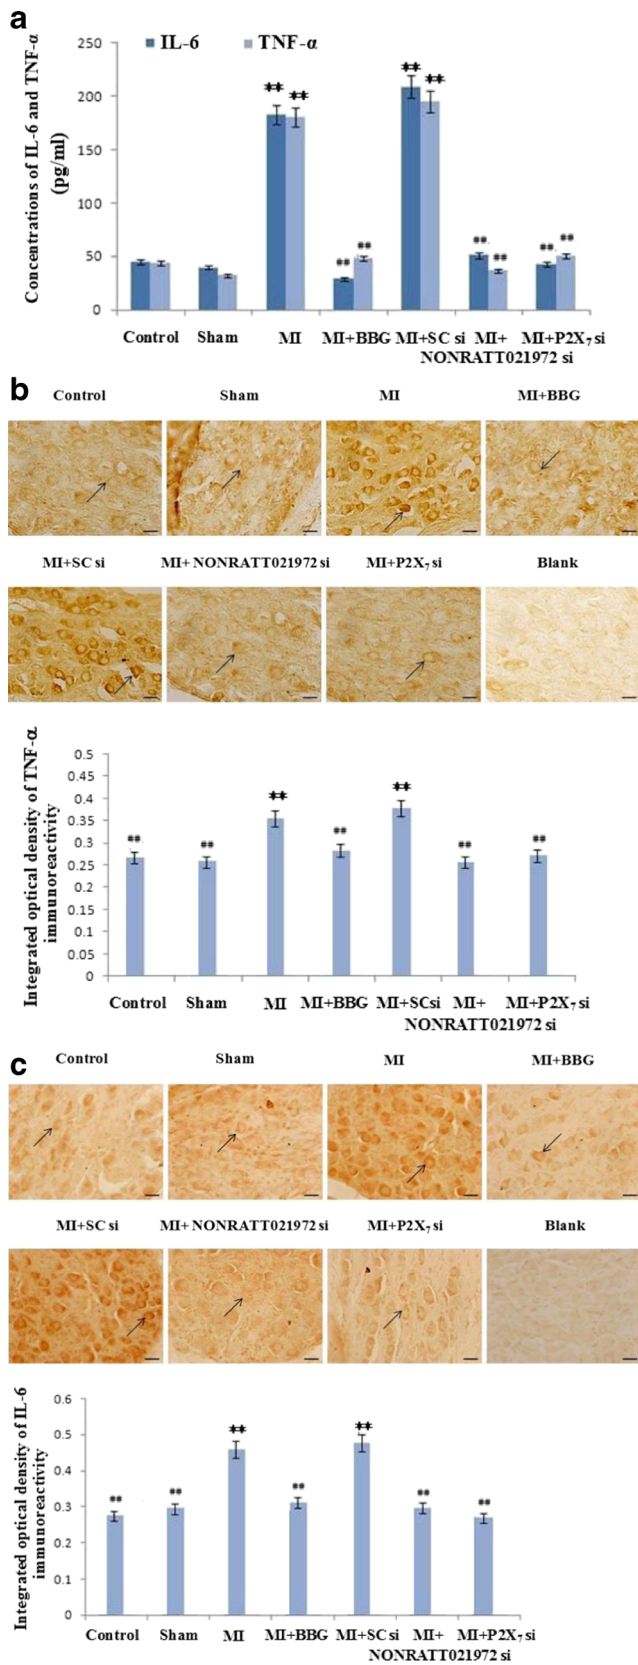 a
Concentrations of IL-6 and TNF-α
(pg/ml)
IL-6 TNF-α
250
200
150
100
50
0
** ** ** **
## ## ## ## ## ##
Control Sham MI MI+BBG MI+SC si MI+ MI+P2X7 si
NONRATT021972 si
b
Control Sham MI MI+BBG
MI+SC si MI+ NONRATT021972 si MI+P2X7 si Blank
Integrated optical density of TNF-α
immunoreactivity
0.5
0.45
0.4
0.35
0.3
0.25
0.2
0.15
0.1
0.05
0
## ## ** ## ** ## ##
Control Sham MI MI+BBG MI+SCsi MI+ MI+P2X7 si
NONRATT021972 si
c
Control Sham MI MI+BBG
MI+SC si MI+ NONRATT021972 si MI+P2X7 si Blank
Integrated optical density of IL-6
immunoreactivity
0.6
0.5
0.4
0.3
0.2
0.1
0
## ## ** ## ** ## ##
Control Sham MI MI+BBG MI+SC si MI+ MI+P2X7 si
NONRATT021972 si